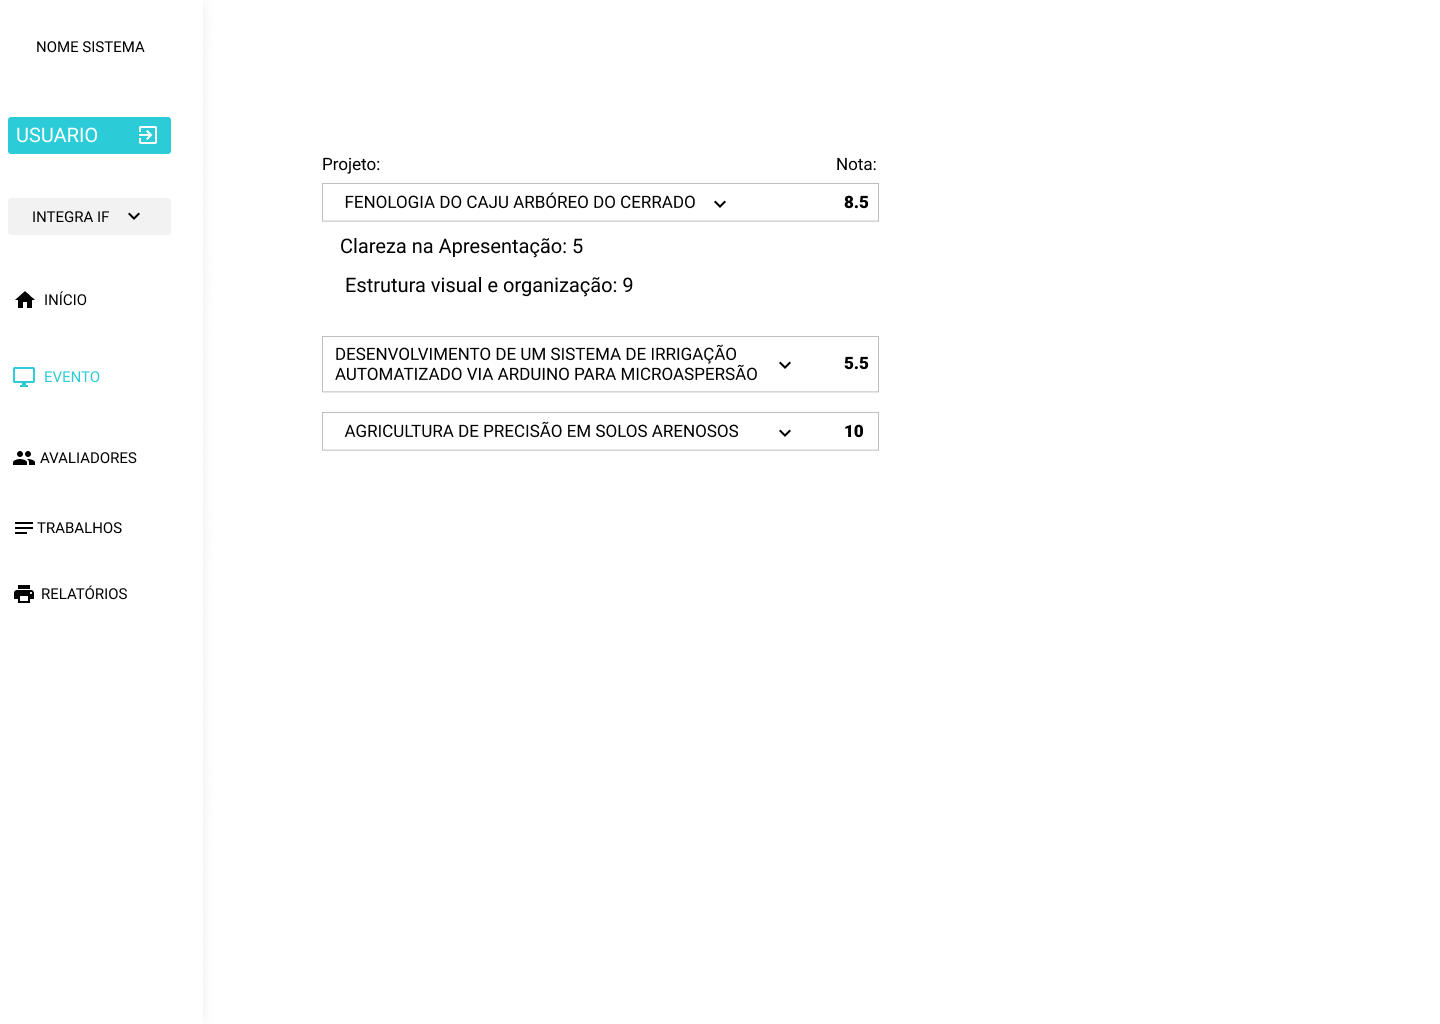 NOME SISTEMA
USUARIO
INTEGRA IF
INÍCIO
EVENTO
AVALIADORES
TRABALHOS
RELATÓRIOS
Projeto: Nota:
FENOLOGIA DO CAJU ARBÓREO DO CERRADO 8.5
Clareza na Apresentação: 5
Estrutura visual e organização: 9
DESENVOLVIMENTO DE UM SISTEMA DE IRRIGAÇÃO
AUTOMATIZADO VIA ARDUINO PARA MICROASPERSÃO 5.5
AGRICULTURA DE PRECISÃO EM SOLOS ARENOSOS 10